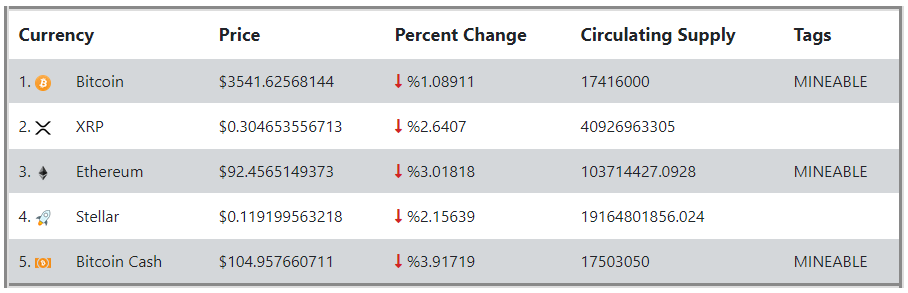 Currency Price Percent Change Circulating Supply Tags
1. Bitcoin $3541.62568144 %1.08911 17416000 MINEABLE
2. XRP $0.304653556713 %2.6407 40926963305
3. Ethereum $92.4565149373 %3.01818 103714427.0928 MINEABLE
4. Stellar $0.119199563218 %2.15639 19164801856.024
5. Bitcoin Cash $104.957660711 %3.91719 17503050 MINEABLE